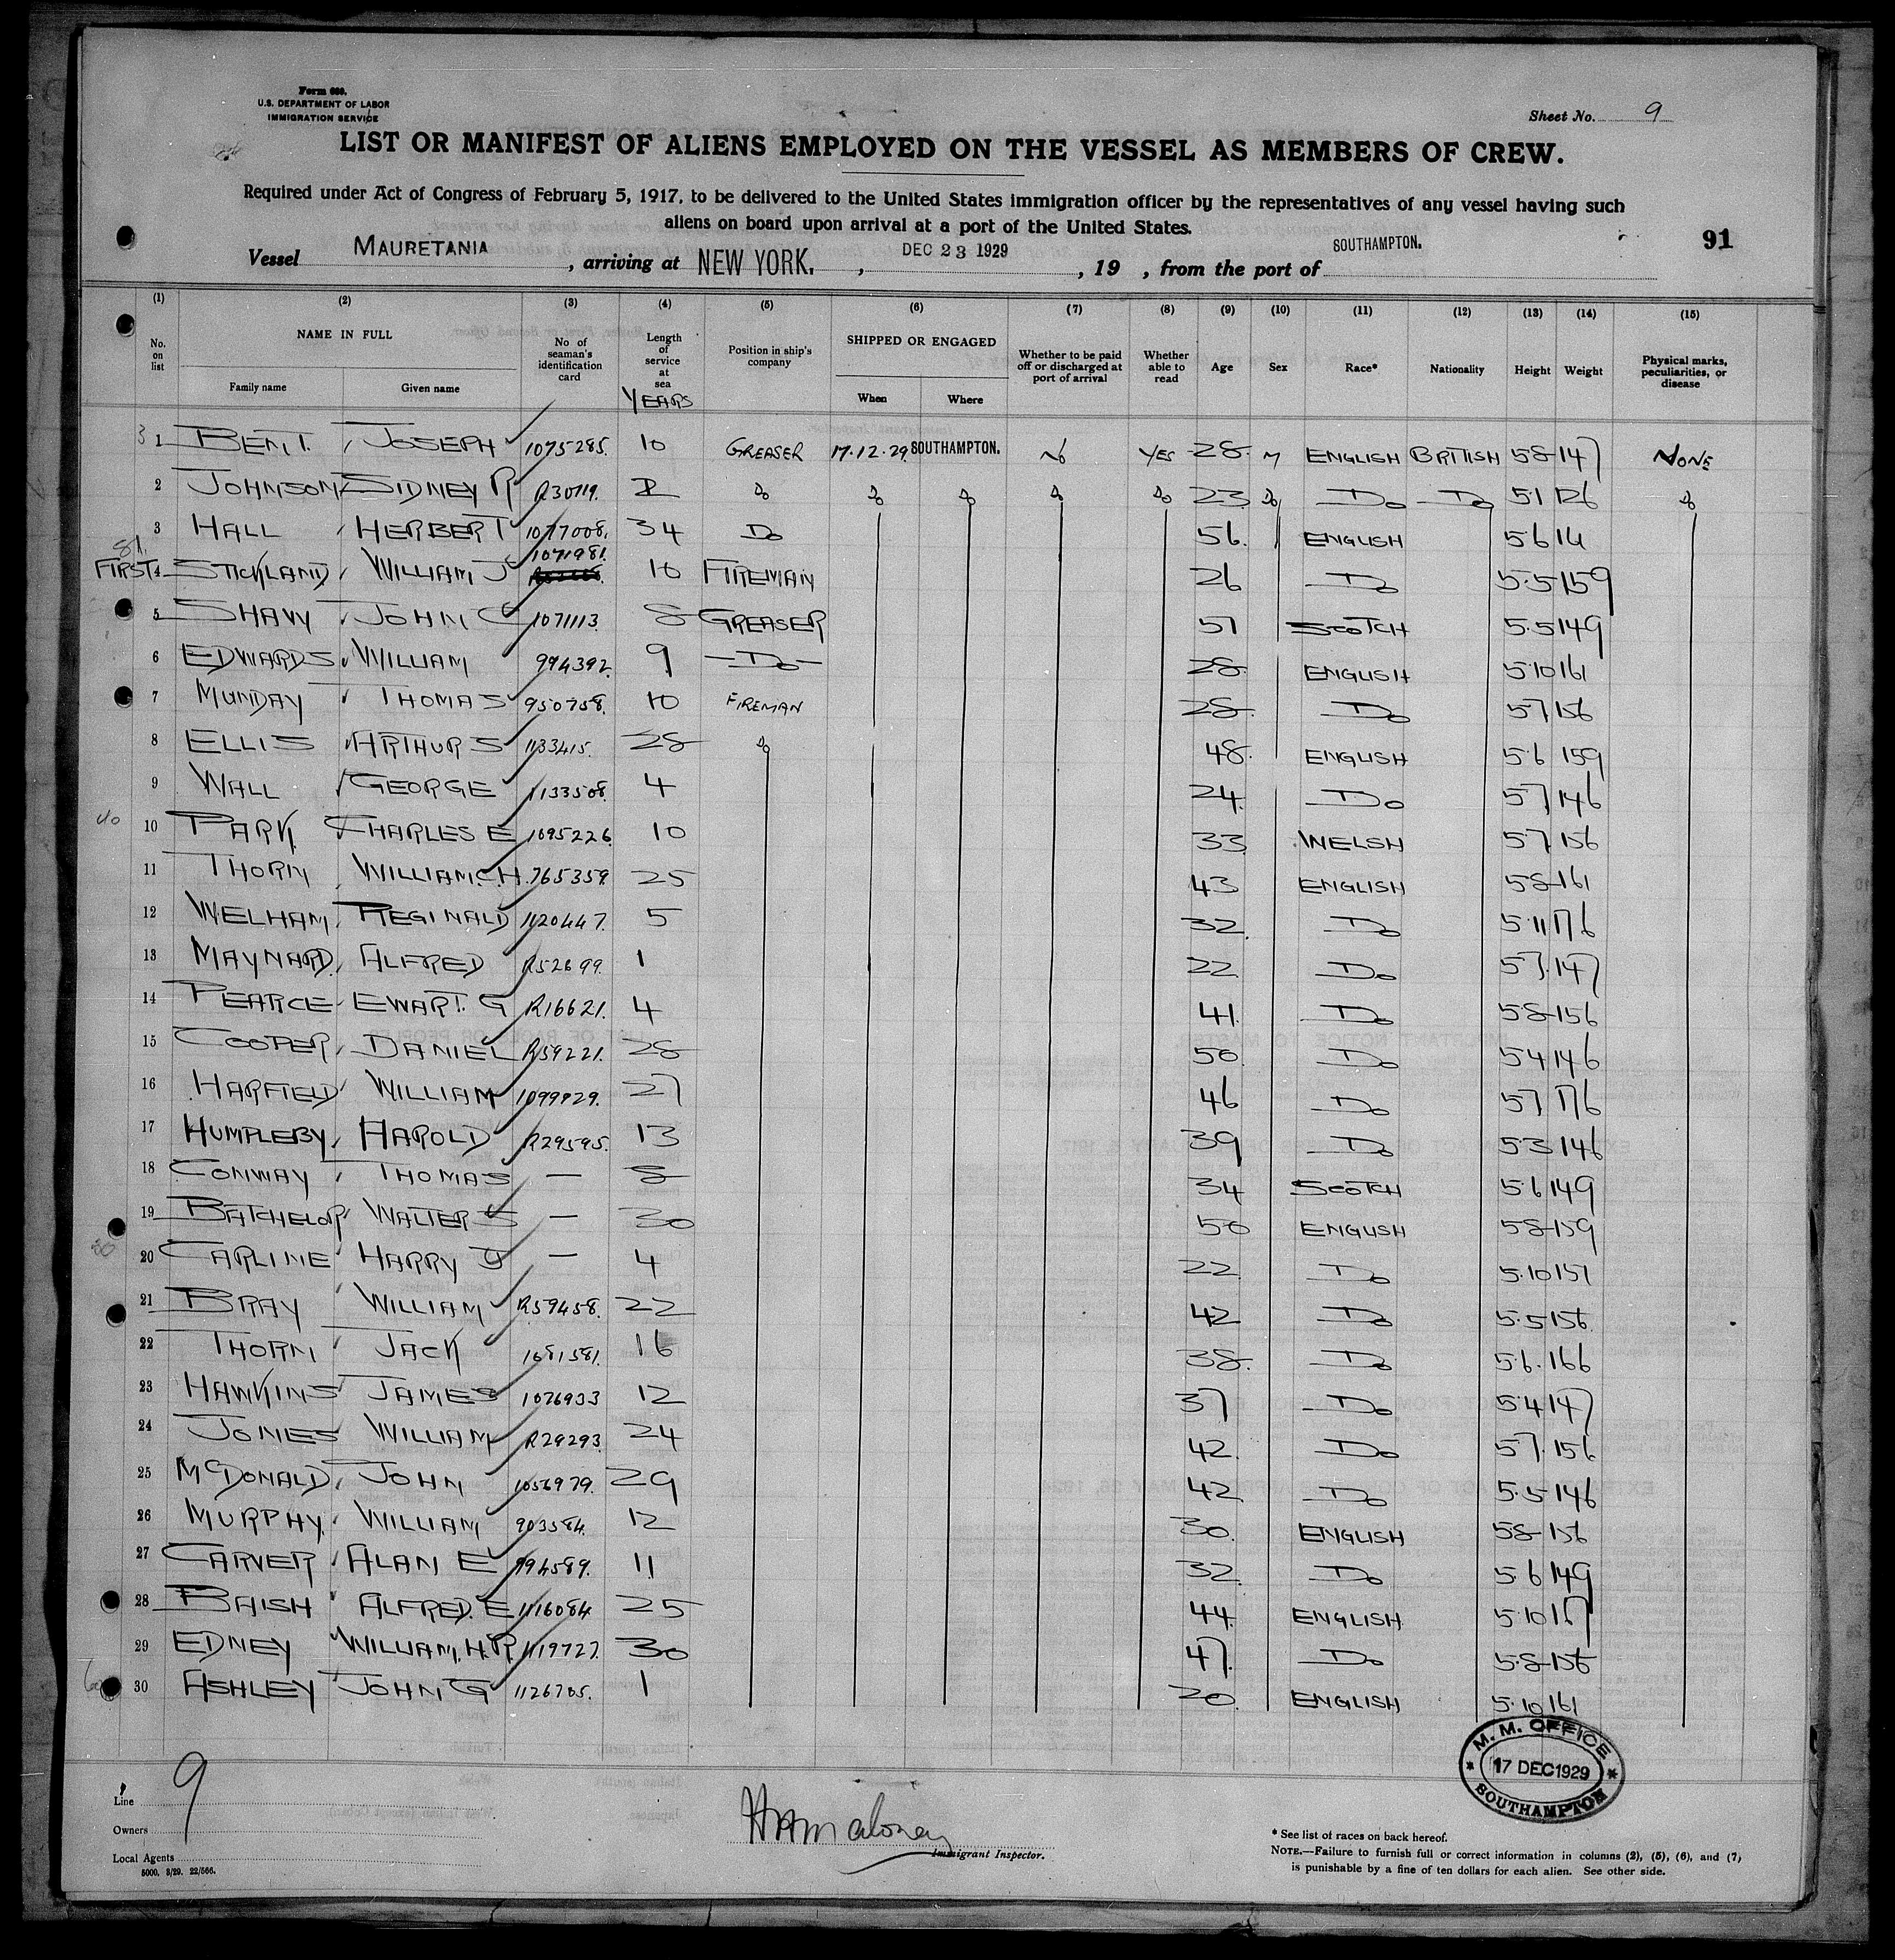 Form 680.
U.S. DEPARTMENT OF LABOR
IMMIGRATION SERVICE
Sheet No. 9
LIST OR MANIFEST OF ALIENS EMPLOYED ON THE VESSEL AS MEMBERS OF CREW.
Required under Act of Congress of February 5, 1917, to be delivered to the United States immigration officer by the representatives of any vessel having such
aliens on board upon arrival at a port of the United States.
91
Vessel MAURETANIA, arriving at NEW YORK., DEC 23 1929, 19 , from the port of SOUTHAMPTON.
(1) (2) (3) (4) (5) (6) (7) (8) (9) (10) (11) (12) (13) (14) (15)
No. on list NAME IN FULL Family name Given name No of seaman's identification card Length of service at sea YEARS Position in ship's company SHIPPED OR ENGAGED When Where Whether to be paid off or discharged at port of arrival Whether able to read Age Sex Race* Nationality Height Weight Physical marks, peculiarities, or disease
1 BENT. JOSEPH 1075285. 10 GREASER 17.12.29. SOUTHAMPTON. No YES 28. M ENGLISH BRITISH 5.8 147 NONE
2 JOHNSON SIDNEY R R30119. Do Do Do Do Do 23 Do Do Do 5.1 126 Do
3 HALL HERBERT 1077008. 34 Do 56. ENGLISH 5.6
FIRST 4 STICKLAND WILLIAM J 1071981. 10 FIREMAN 26 Do 5.5 159
5 SHAW JOHN C 1071113. 8 GREASER 51 SCOTCH 5.5 149
6 EDWARDS WILLIAM 994392. 9 Do 28. ENGLISH 5.10 161
7 MUNDAY THOMAS 950758. 10 FIREMAN 28. Do 5.7 156
8 ELLIS ARTHUR S 1133415. 28 Do 48. ENGLISH 5.6 159
9 WALL GEORGE 1133508. 4 24. Do 5.7 146
10 PARK CHARLES E 1095226 10 33 WELSH 5.7 156
11 THORN WILLIAM.C.H. 765359. 25 43 ENGLISH 5.8 161
12 WELHAM REGINALD 1120447. 5 32. Do 5.11 176
13 MAYNARD ALFRED R52699. 1 22 Do 5.7 147
14 PEARCE EWART. G R16621. 4 41. Do 5.8 156
15 COOPER DANIEL R59221. 28 50. Do 5.4 146
16 HARFIELD WILLIAM 1099829. 27 46 Do 5.7 176
17 HUMPLEBY HAROLD R29595. 13 39 Do 5.3 146
18 CONWAY THOMAS — 8 34 SCOTCH 5.6 149
19 BATCHELOR WALTER S — 30 50 ENGLISH 5.8 159
20 CARLINE HARRY J — 4 22 Do 5.10 151
21 BRAY WILLIAM R59458. 22 42 Do 5.5 156
22 THORN JACK 1681581. 16 38. Do 5.6. 166
23 HAWKINS JAMES 1026933 12 37 Do 5.4 147
24 JONES WILLIAM R29293. 24 42. Do 5.7. 156
25 McDONALD JOHN 1056979. 29 42 Do 5.5 146
26 MURPHY WILLIAM 903584. 12 30. ENGLISH 5.8 156
27 CARVER ALAN E 994589. 11 32. Do 5.6 149
28 BAISH ALFRED. E 1116084 25 44 ENGLISH 5.10
29 EDNEY WILLIAM. H. R. 1119727. 30 47. Do 5.8 156
30 ASHLEY JOHN G 1126705. 1 20. ENGLISH 5.10 161
M. M. OFFICE
17 DEC 1929
SOUTHAMPTON
9
Line
Owners
Local Agents
5000. 3/29. 22/566.
Immigrant Inspector.
* See list of races on back hereof.
NOTE.—Failure to furnish full or correct information in columns (2), (5), (6), and (7)
is punishable by a fine of ten dollars for each alien. See other side.